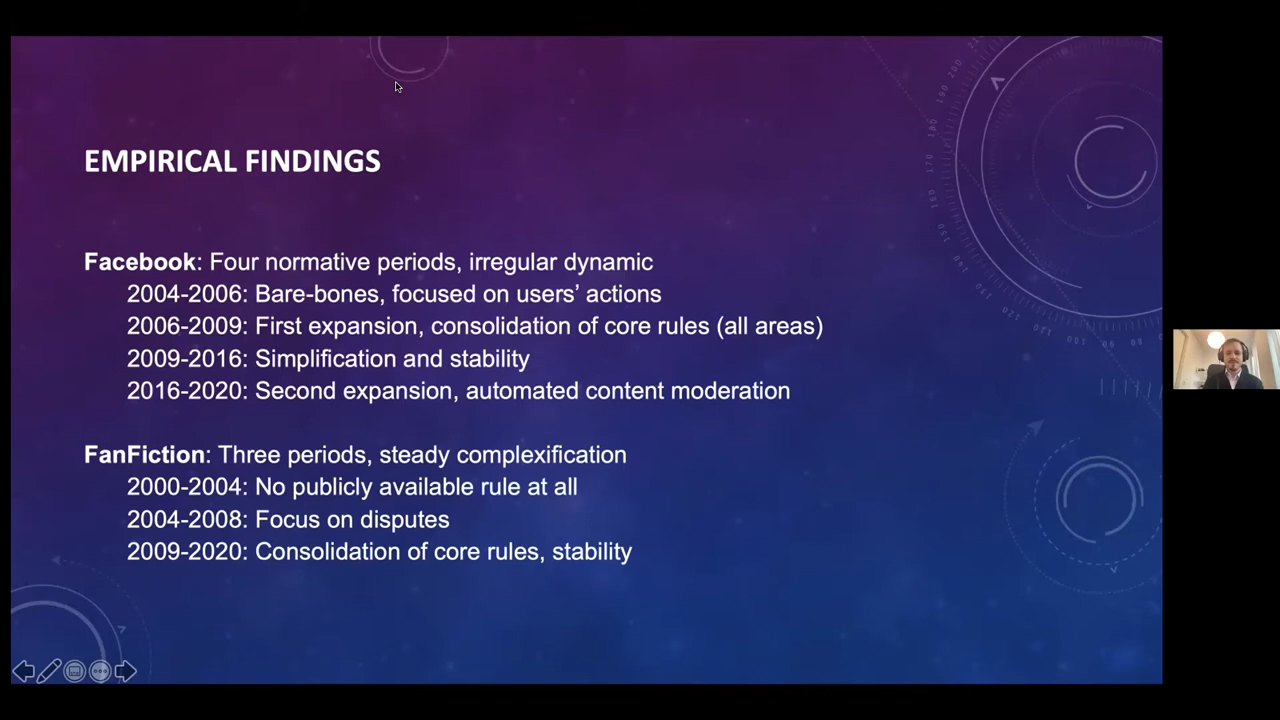 EMPIRICAL FINDINGS
Facebook: Four normative periods, irregular dynamic
2004-2006: Bare-bones, focused on users’ actions
2006-2009: First expansion, consolidation of core rules (all areas)
2009-2016: Simplification and stability
2016-2020: Second expansion, automated content moderation
FanFiction: Three periods, steady complexification
2000-2004: No publicly available rule at all
2004-2008: Focus on disputes
2009-2020: Consolidation of core rules, stability